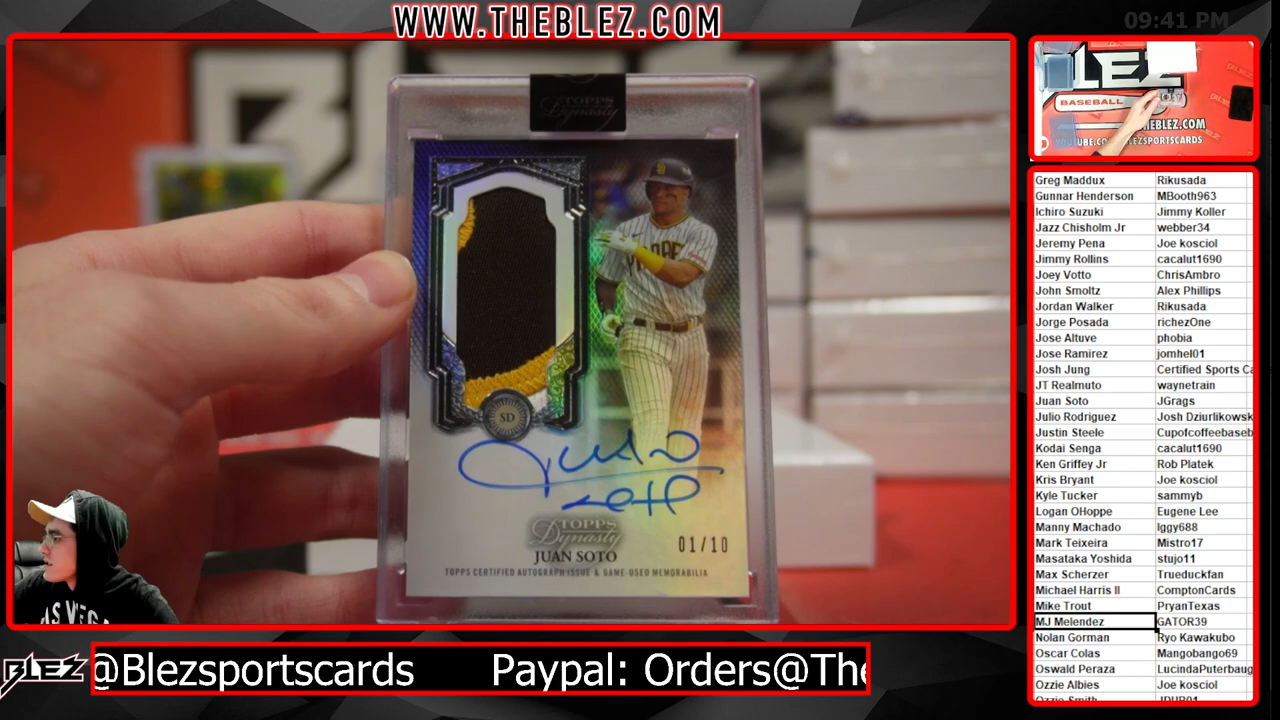 WWW.THEBLEZ.COM
09:41 PM
TOPPS
Dynasty
SD
TOPPS
Dynasty
JUAN SOTO
01/10
TOPPS CERTIFIED AUTOGRAPH ISSUE & GAME-USED MEMORABILIA
LEZ
BASEBALL
HEBLEZ.COM
Greg Maddux Rikusada
Gunnar Henderson MBooth963
Ichiro Suzuki Jimmy Koller
Jazz Chisholm Jr webber34
Jeremy Pena Joe kosciol
Jimmy Rollins cacalut1690
Joey Votto ChrisAmbro
John Smoltz Alex Phillips
Jordan Walker Rikusada
Jorge Posada richezOne
Jose Altuve phobia
Jose Ramirez jomhel01
Josh Jung Certified Sports Ca
JT Realmuto waynetrain
Juan Soto JGrags
Julio Rodriguez Josh Dziurlikowsk
Justin Steele Cupofcoffeebaseb
Kodai Senga cacalut1690
Ken Griffey Jr Rob Platek
Kris Bryant Joe kosciol
Kyle Tucker sammyb
Logan OHoppe Eugene Lee
Manny Machado Iggy688
Mark Teixeira Mistro17
Masataka Yoshida stujo11
Max Scherzer Trueduckfan
Michael Harris II ComptonCards
Mike Trout PryanTexas
MJ Melendez GATOR39
Nolan Gorman Ryo Kawakubo
Oscar Colas Mangobango69
Oswald Peraza LucindaPuterbaug
Ozzie Albies Joe kosciol
Ozzie Smith JDUB01
AS VEGA
BLEZ
@Blezsportscards Paypal: Orders@The